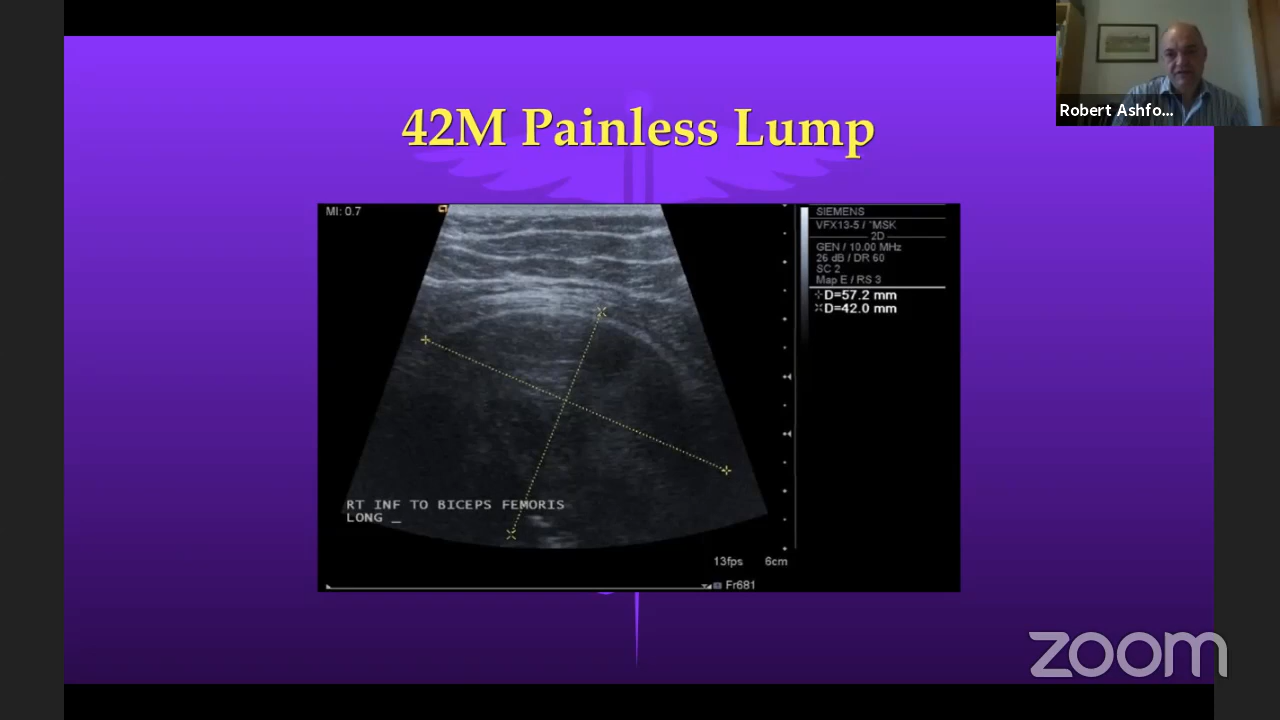 Robert Ashfo...
42M Painless Lump
MI: 0.7
SIEMENS
VFX13-5 / *MSK
2D
GEN / 10.00 MHz
26 dB / DR 60
SC 2
Map E / RS 3
D=57.2 mm
D=42.0 mm
RT INF TO BICEPS FEMORIS
LONG _
13fps 6cm
Fr681
zoom